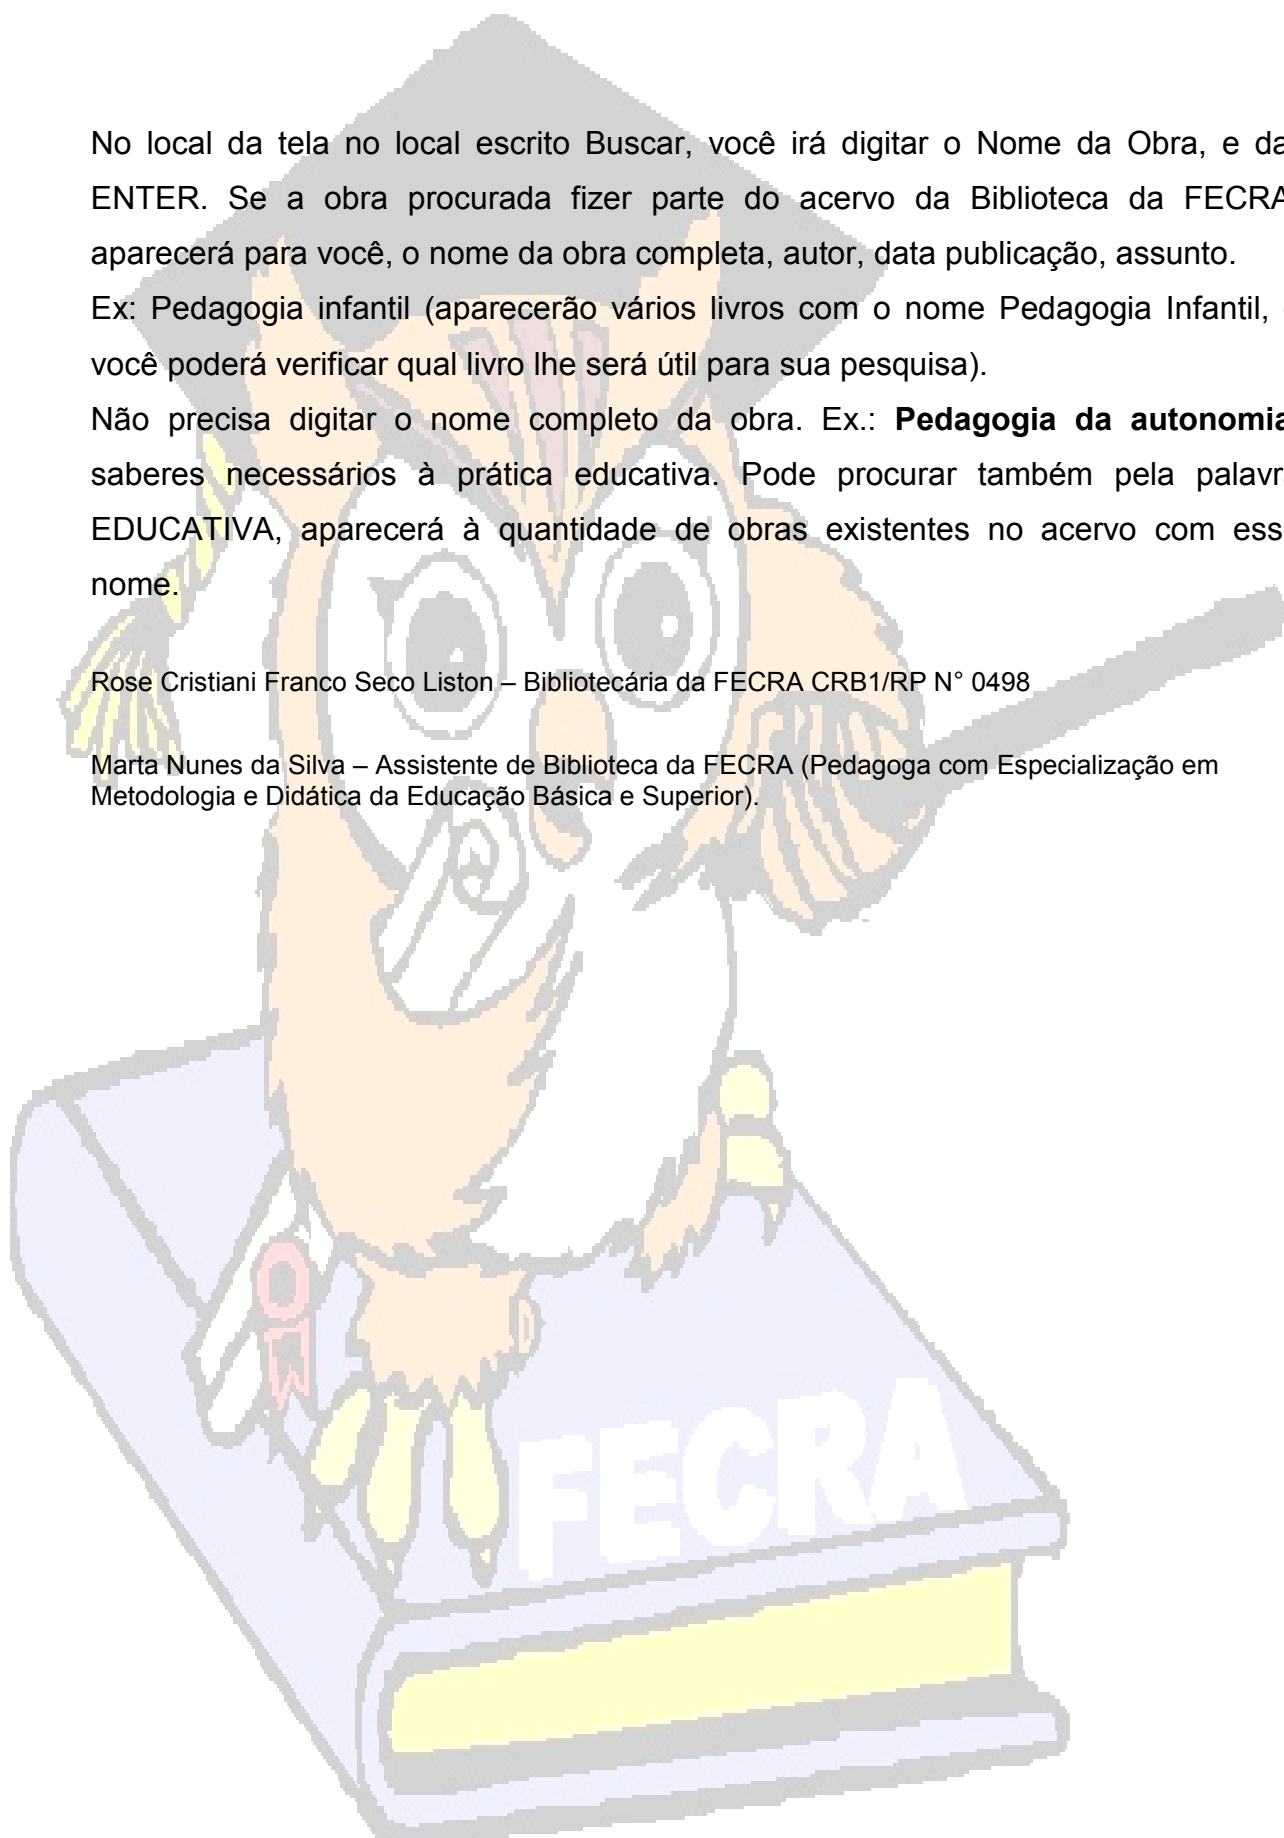 No local da tela no local escrito Buscar, você irá digitar o Nome da Obra, e da
ENTER. Se a obra procurada fizer parte do acervo da Biblioteca da FECRA
aparecerá para você, o nome da obra completa, autor, data publicação, assunto.
Ex: Pedagogia infantil (aparecerão vários livros com o nome Pedagogia Infantil,
você poderá verificar qual livro lhe será útil para sua pesquisa).
Não precisa digitar o nome completo da obra. Ex.: Pedagogia da autonomia
saberes necessários à prática educativa. Pode procurar também pela palavr
EDUCATIVA, aparecerá à quantidade de obras existentes no acervo com ess
nome.
Rose Cristiani Franco Seco Liston – Bibliotecária da FECRA CRB1/RP N° 0498
Marta Nunes da Silva – Assistente de Biblioteca da FECRA (Pedagoga com Especialização em
Metodologia e Didática da Educação Básica e Superior).
FECRA